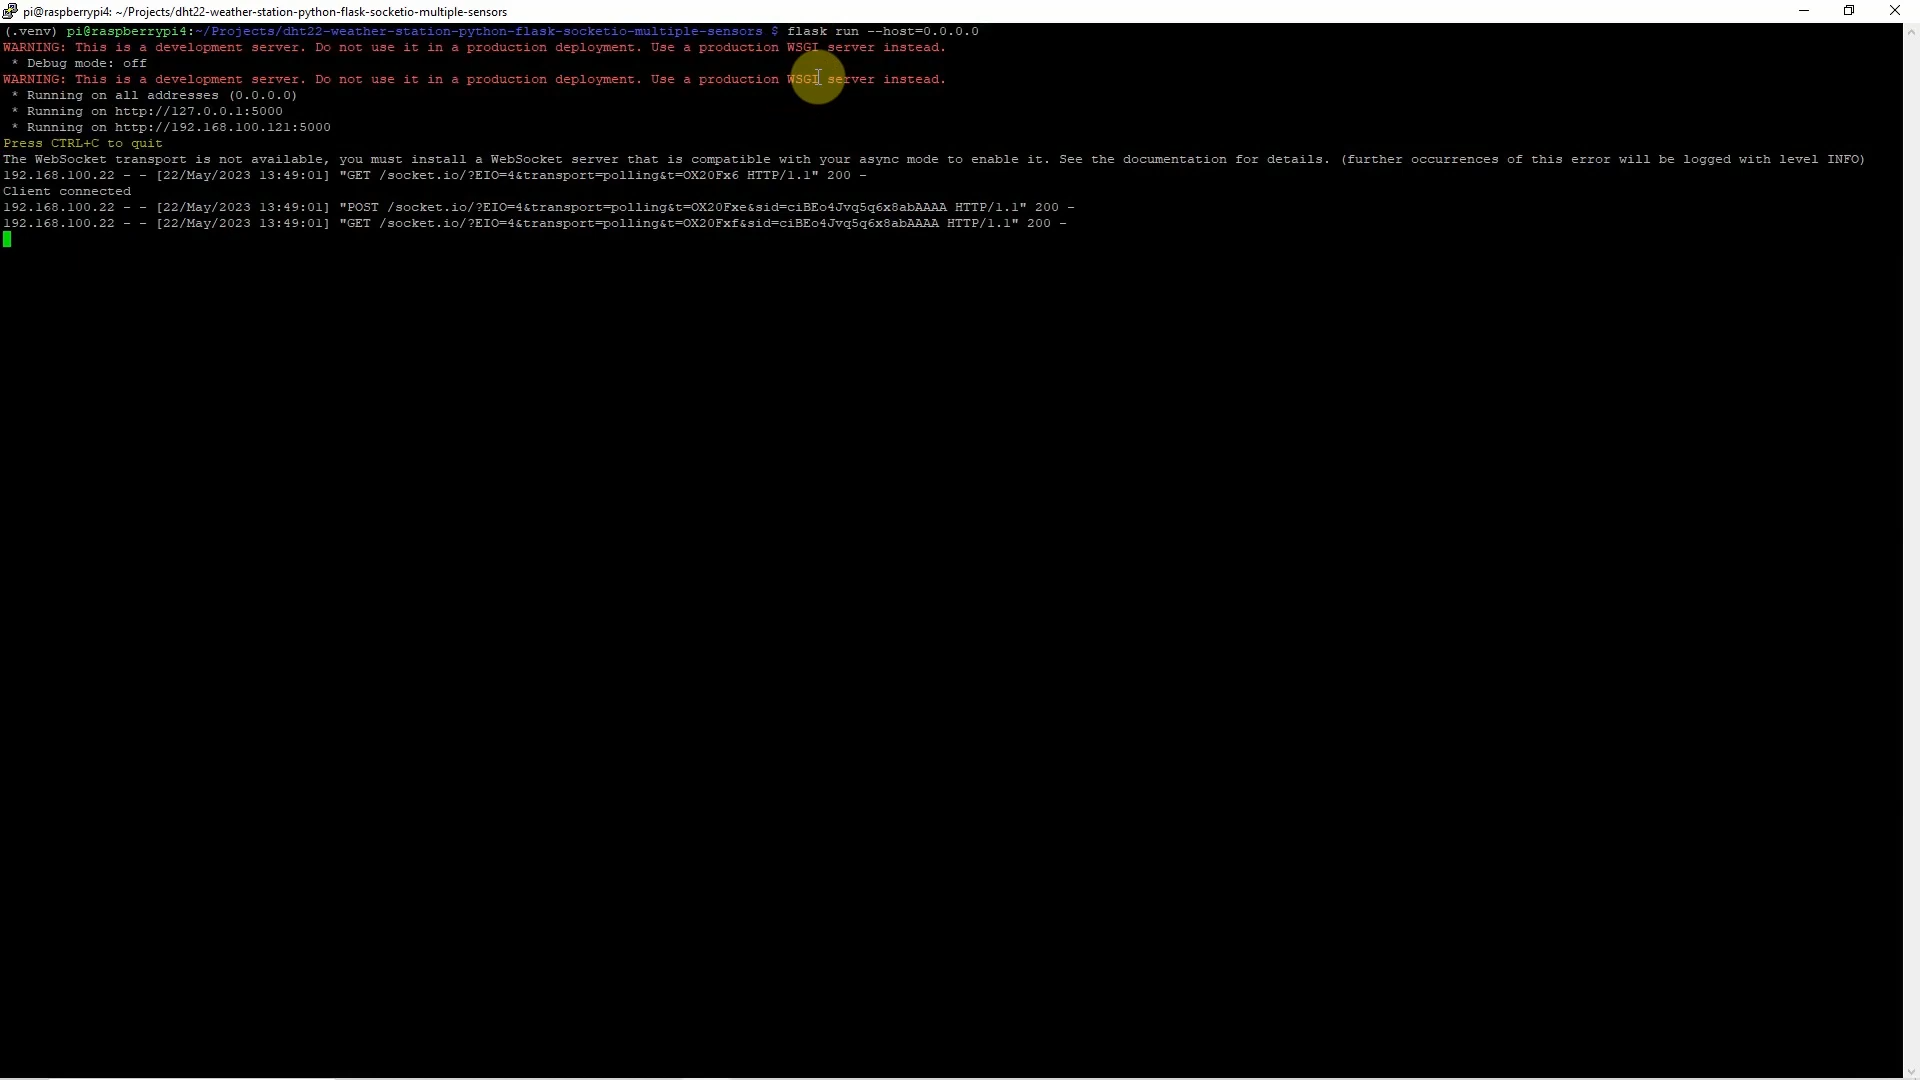 pi@raspberrypi4: ~/Projects/dht22-weather-station-python-flask-socketio-multiple-sensors
(.venv) pi@raspberrypi4:~/Projects/dht22-weather-station-python-flask-socketio-multiple-sensors $ flask run --host=0.0.0.0
WARNING: This is a development server. Do not use it in a production deployment. Use a production WSGI server instead.
 * Debug mode: off
WARNING: This is a development server. Do not use it in a production deployment. Use a production WSGI server instead.
 * Running on all addresses (0.0.0.0)
 * Running on http://127.0.0.1:5000
 * Running on http://192.168.100.121:5000
Press CTRL+C to quit
The WebSocket transport is not available, you must install a WebSocket server that is compatible with your async mode to enable it. See the documentation for details. (further occurrences of this error will be logged with level INFO)
192.168.100.22 - - [22/May/2023 13:49:01] "GET /socket.io/?EIO=4&transport=polling&t=OX20Fx6 HTTP/1.1" 200 -
Client connected
192.168.100.22 - - [22/May/2023 13:49:01] "POST /socket.io/?EIO=4&transport=polling&t=OX20Fxe&sid=ciBEo4Jvq5q6x8abAAAA HTTP/1.1" 200 -
192.168.100.22 - - [22/May/2023 13:49:01] "GET /socket.io/?EIO=4&transport=polling&t=OX20Fxf&sid=ciBEo4Jvq5q6x8abAAAA HTTP/1.1" 200 -